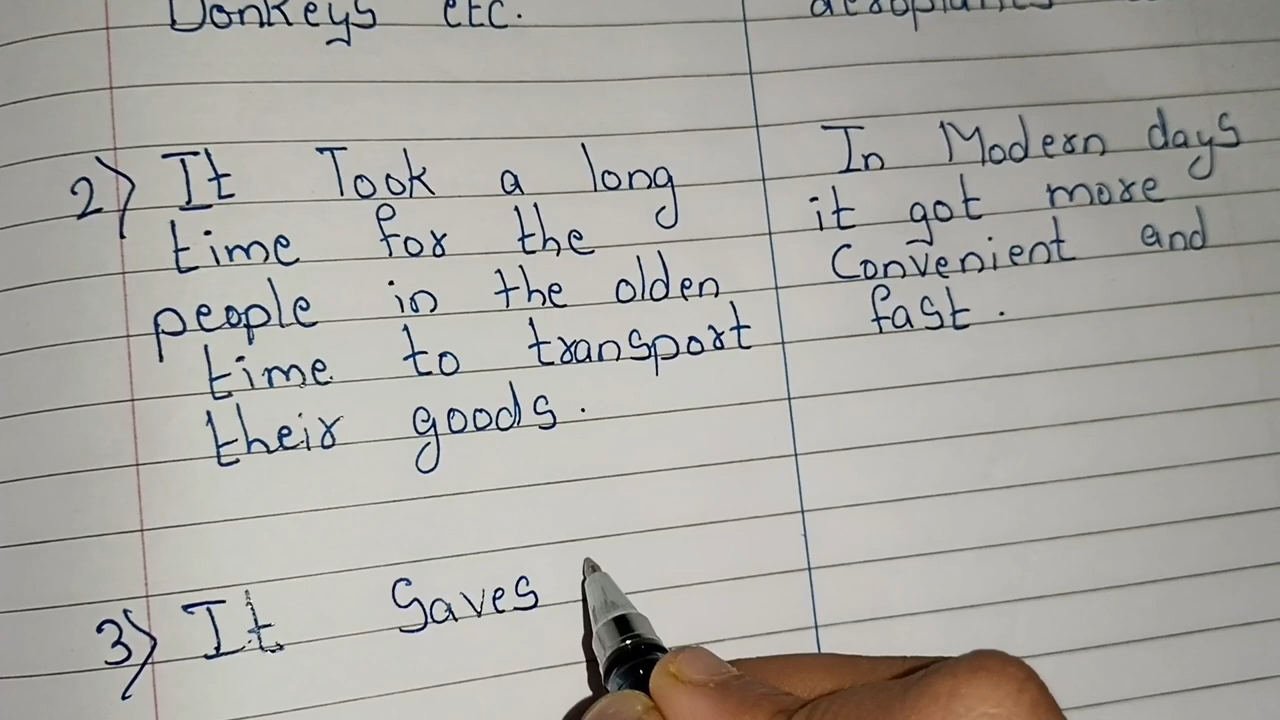 Donkeys etc.
2) It Took a long
time for the
people in the olden
time to transport
their goods.
In Modern days
it got more
Convenient and
fast.
3) It Saves